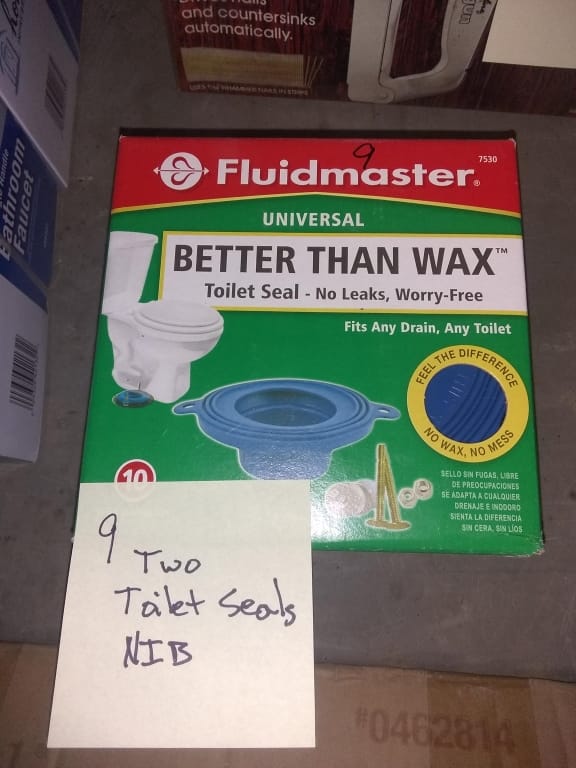 and countersinks
automatically.
Bathroom
Faucet
9
Fluidmaster®
7530
UNIVERSAL
BETTER THAN WAX™
Toilet Seal - No Leaks, Worry-Free
Fits Any Drain, Any Toilet
FEEL THE DIFFERENCE
NO WAX, NO MESS
10
SELLO SIN FUGAS, LIBRE
DE PREOCUPACIONES
SE ADAPTA A CUALQUIER
DRENAJE E INODORO
SIENTA LA DIFERENCIA
SIN CERA, SIN LÍOS
9
Two
Toilet Seals
NIB
#0462814